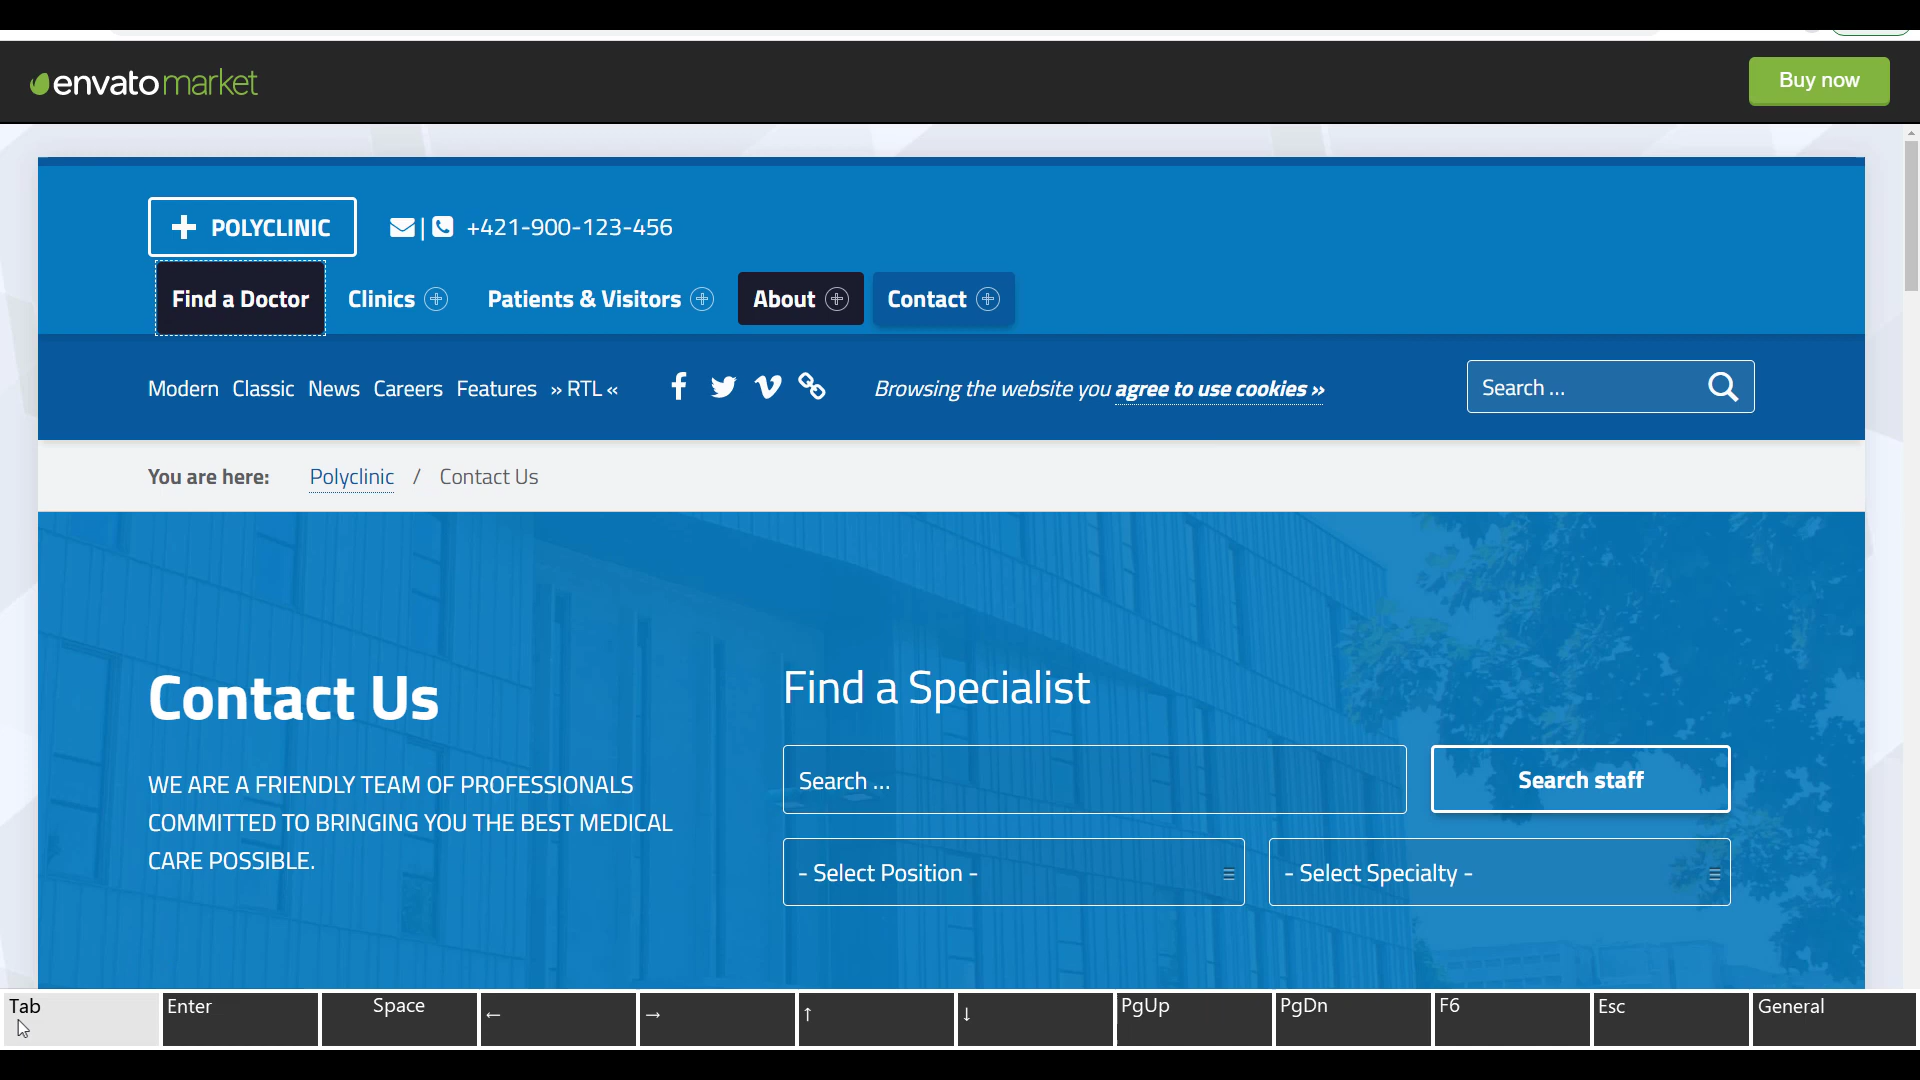 envato market
Buy now
POLYCLINIC | +421-900-123-456
Find a Doctor Clinics Patients & Visitors About Contact
Modern Classic News Careers Features » RTL « Browsing the website you agree to use cookies » Search ...
You are here: Polyclinic / Contact Us
Contact Us
WE ARE A FRIENDLY TEAM OF PROFESSIONALS
COMMITTED TO BRINGING YOU THE BEST MEDICAL
CARE POSSIBLE.
Find a Specialist
Search ... Search staff
- Select Position - - Select Specialty -
Tab Enter Space ← → ↑ ↓ PgUp PgDn F6 Esc General